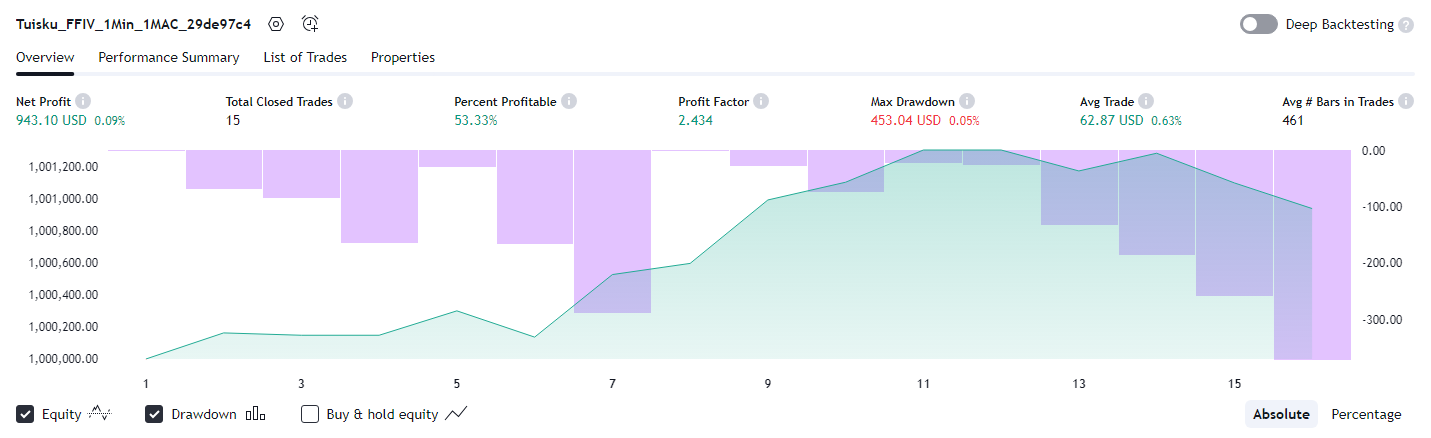 Tuisku_FFIV_1Min_1MAC_29de97c4 Deep Backtesting ?
Overview Performance Summary List of Trades Properties
Net Profit i Total Closed Trades i Percent Profitable i Profit Factor i Max Drawdown i Avg Trade i Avg # Bars in Trades i
943.10 USD 0.09% 15 53.33% 2.434 453.04 USD 0.05% 62.87 USD 0.63% 461
0.00
1,001,200.00
1,001,000.00
-100.00
1,000,800.00
1,000,600.00 -200.00
1,000,400.00
1,000,200.00 -300.00
1,000,000.00
1 3 5 7 9 11 13 15
Equity Drawdown Buy & hold equity Absolute Percentage